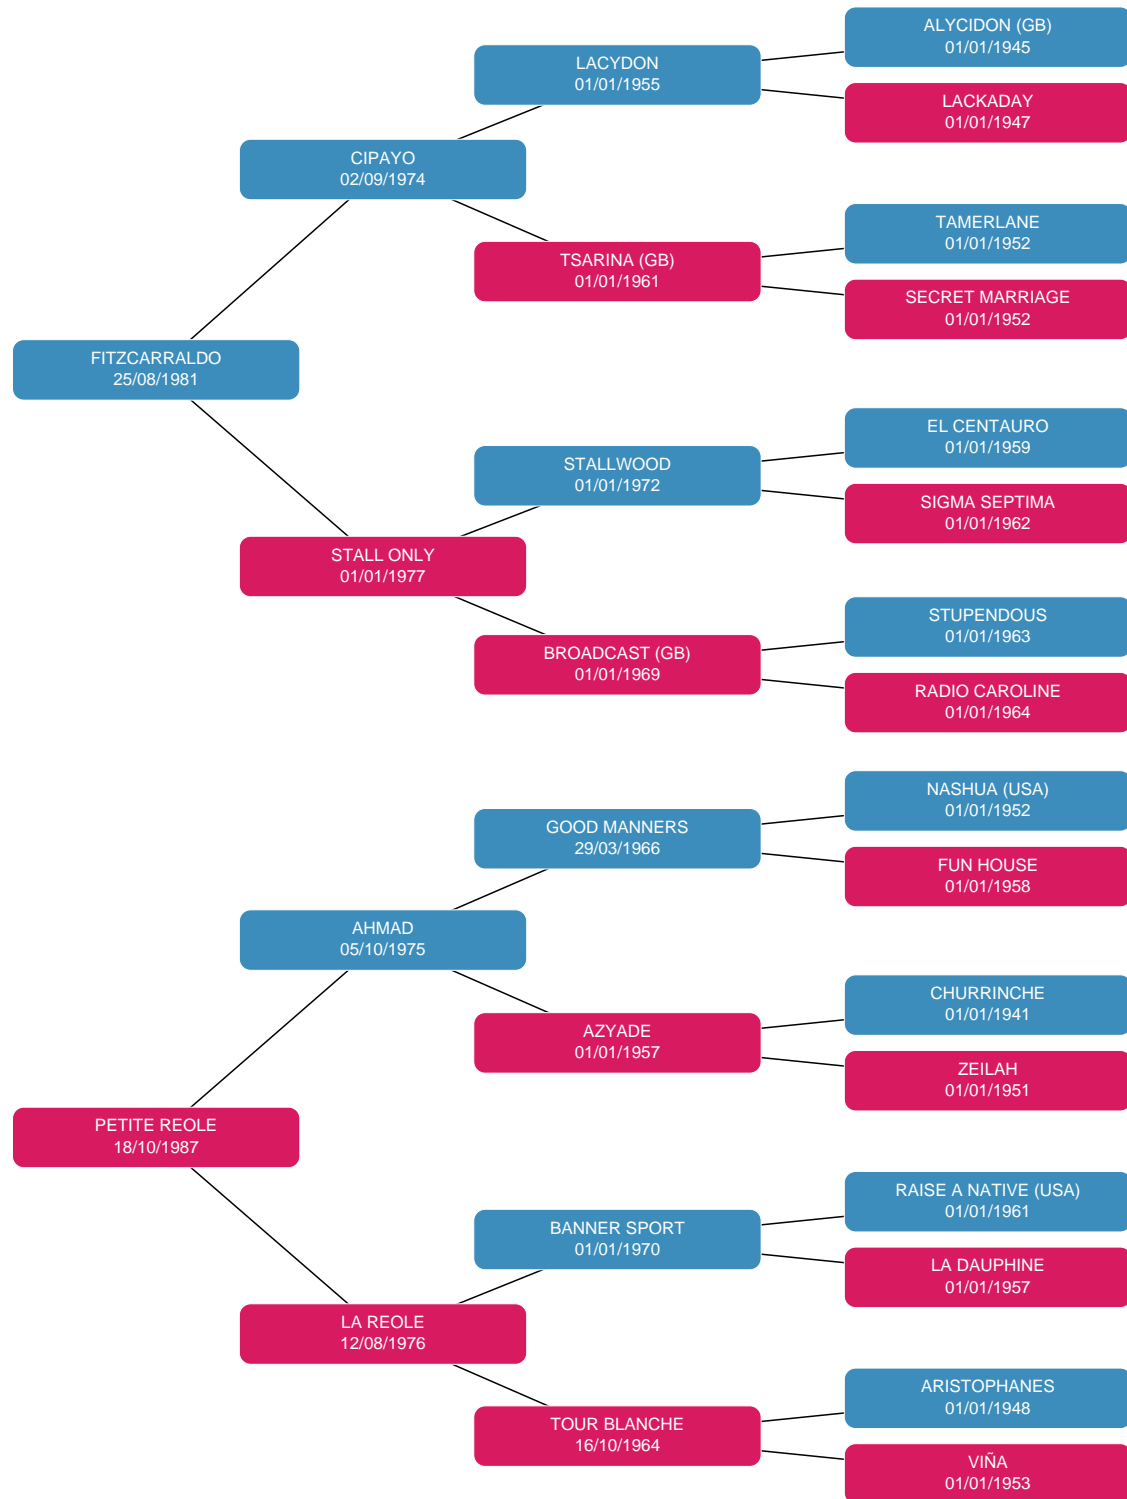 ALYCIDON (GB)
01/01/1945
LACYDON
01/01/1955
LACKADAY
01/01/1947
CIPAYO
02/09/1974
TAMERLANE
01/01/1952
TSARINA (GB)
01/01/1961
SECRET MARRIAGE
01/01/1952
FITZCARRALDO
25/08/1981
EL CENTAURO
01/01/1959
STALLWOOD
01/01/1972
SIGMA SEPTIMA
01/01/1962
STALL ONLY
01/01/1977
STUPENDOUS
01/01/1963
BROADCAST (GB)
01/01/1969
RADIO CAROLINE
01/01/1964
NASHUA (USA)
01/01/1952
GOOD MANNERS
29/03/1966
FUN HOUSE
01/01/1958
AHMAD
05/10/1975
CHURRINCHE
01/01/1941
AZYADE
01/01/1957
ZEILAH
01/01/1951
PETITE REOLE
18/10/1987
RAISE A NATIVE (USA)
01/01/1961
BANNER SPORT
01/01/1970
LA DAUPHINE
01/01/1957
LA REOLE
12/08/1976
ARISTOPHANES
01/01/1948
TOUR BLANCHE
16/10/1964
VIÑA
01/01/1953